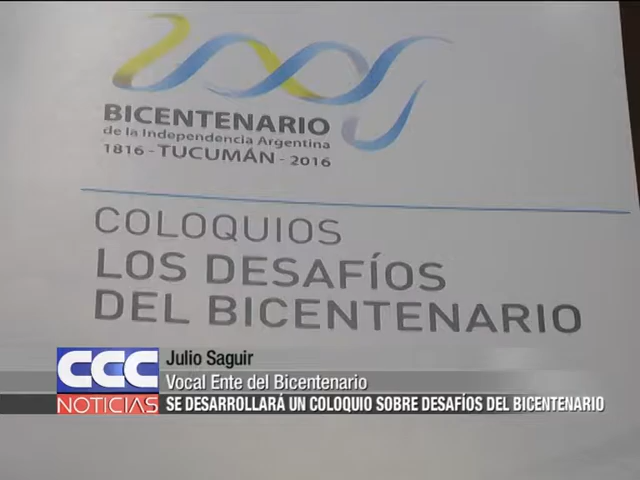 BICENTENARIO
de la Independencia Argentina
1816 - TUCUMÁN - 2016
COLOQUIOS
LOS DESAFÍOS
DEL BICENTENARIO
CCC
NOTICIAS
Julio Saguir
Vocal Ente del Bicentenario
SE DESARROLLARÁ UN COLOQUIO SOBRE DESAFÍOS DEL BICENTENARIO